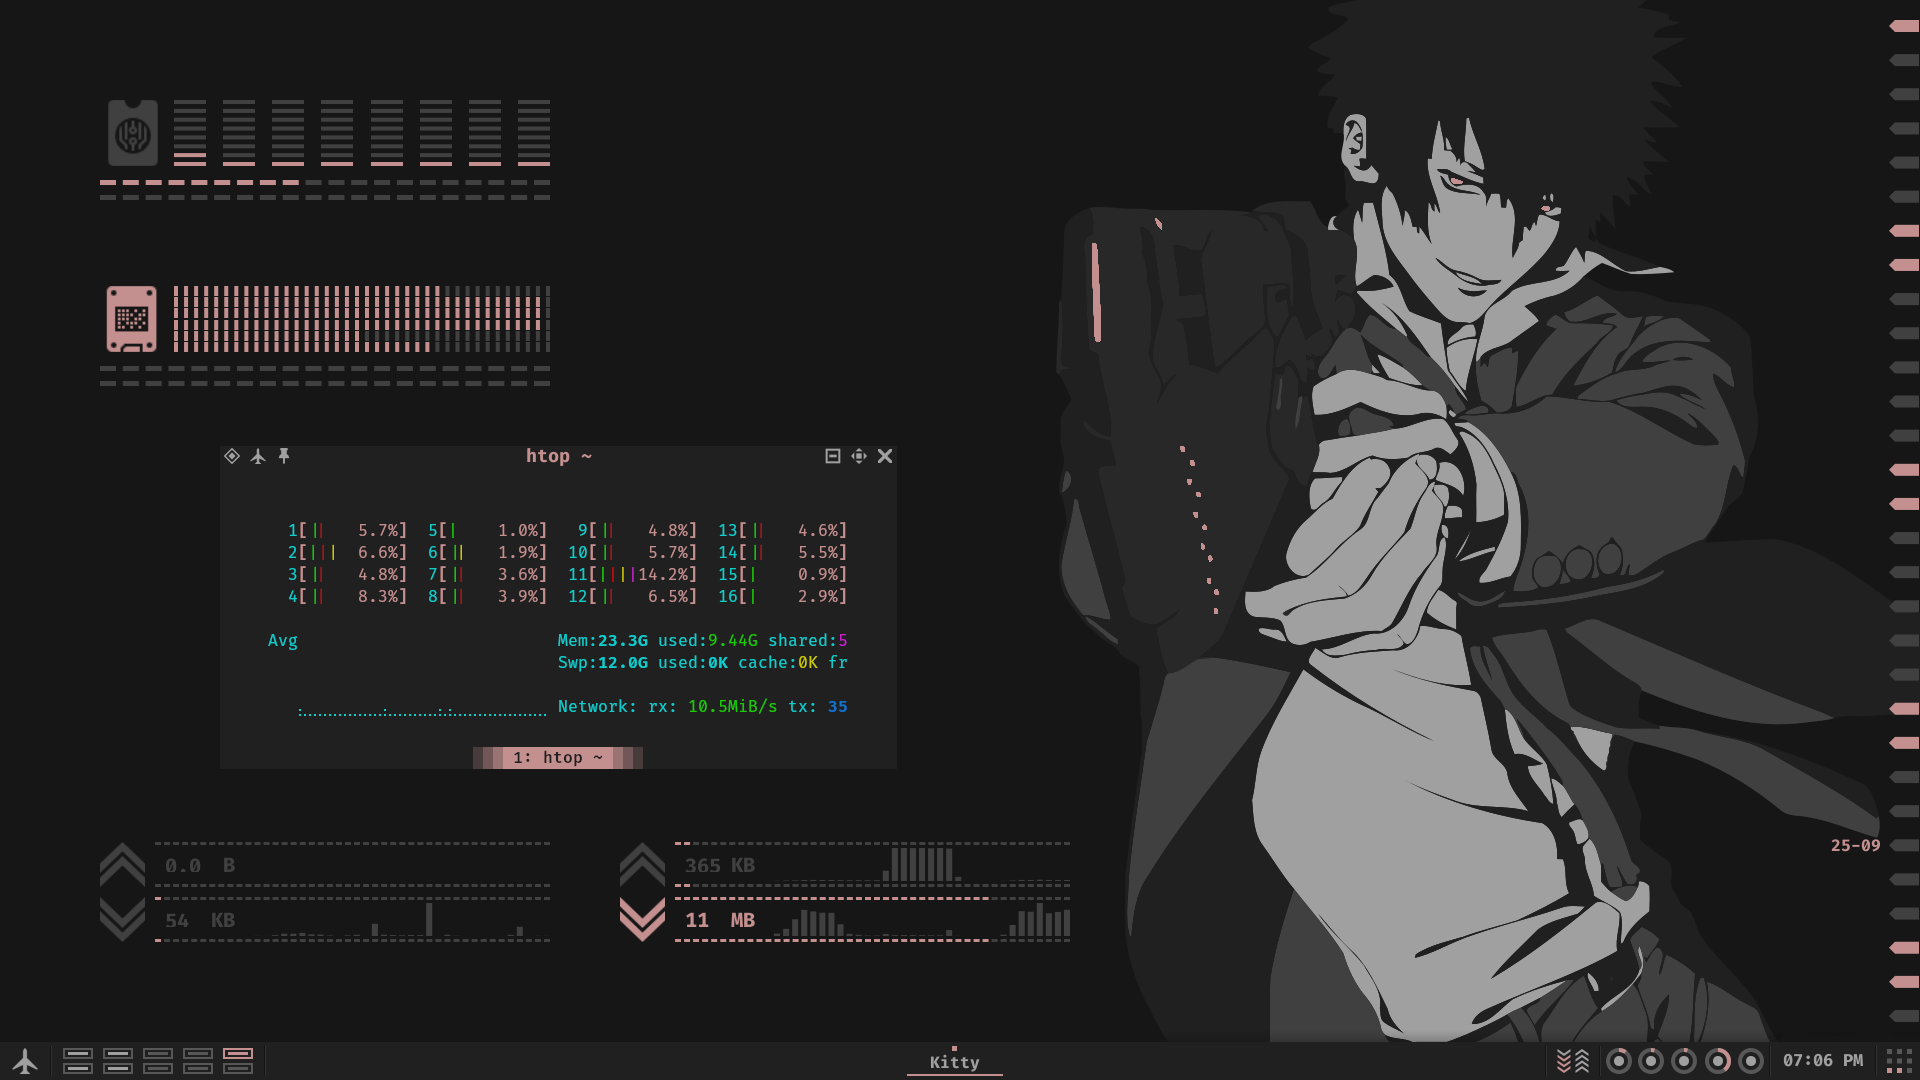 htop ~
1[|| 5.7%] 5[| 1.0%] 9[|| 4.8%] 13[|| 4.6%]
2[||| 6.6%] 6[|| 1.9%] 10[|| 5.7%] 14[|| 5.5%]
3[|| 4.8%] 7[|| 3.6%] 11[||||14.2%] 15[| 0.9%]
4[|| 8.3%] 8[|| 3.9%] 12[|| 6.5%] 16[| 2.9%]
Avg Mem:23.3G used:9.44G shared:5
Swp:12.0G used:0K cache:0K fr
Network: rx: 10.5MiB/s tx: 35
1: htop ~
0.0 B
54 KB
365 KB
11 MB
25-09
Kitty
07:06 PM